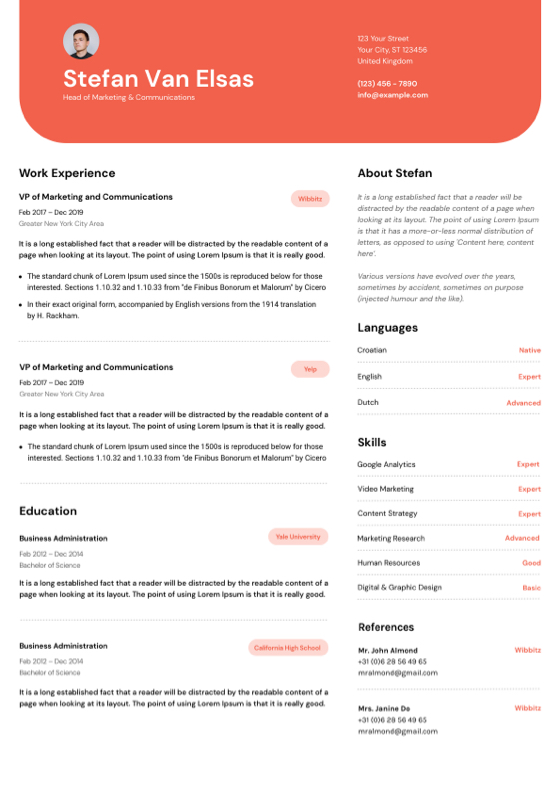 Stefan Van Elsas
Head of Marketing & Communications
123 Your Street
Your City, ST 123456
United Kingdom
(123) 456 - 7890
info@example.com
Work Experience
VP of Marketing and Communications
Wibbitz
Feb 2017 – Dec 2019
Greater New York City Area
It is a long established fact that a reader will be distracted by the readable content of a
page when looking at its layout. The point of using Lorem Ipsum is that it is really good.
• The standard chunk of Lorem Ipsum used since the 1500s is reproduced below for those
interested. Sections 1.10.32 and 1.10.33 from "de Finibus Bonorum et Malorum" by Cicero
• In their exact original form, accompanied by English versions from the 1914 translation
by H. Rackham.
VP of Marketing and Communications
Yelp
Feb 2017 – Dec 2019
Greater New York City Area
It is a long established fact that a reader will be distracted by the readable content of a
page when looking at its layout. The point of using Lorem Ipsum is that it is really good.
• The standard chunk of Lorem Ipsum used since the 1500s is reproduced below for those
interested. Sections 1.10.32 and 1.10.33 from "de Finibus Bonorum et Malorum" by Cicero
Education
Business Administration
Yale University
Feb 2012 – Dec 2014
Bachelor of Science
It is a long established fact that a reader will be distracted by the readable content of a
page when looking at its layout. The point of using Lorem Ipsum is that it is really good.
Business Administration
California High School
Feb 2012 – Dec 2014
Bachelor of Science
It is a long established fact that a reader will be distracted by the readable content of a
page when looking at its layout. The point of using Lorem Ipsum is that it is really good.
About Stefan
It is a long established fact that a reader will be
distracted by the readable content of a page when
looking at its layout. The point of using Lorem Ipsum
is that it has a more-or-less normal distribution of
letters, as opposed to using 'Content here, content
here'.
Various versions have evolved over the years,
sometimes by accident, sometimes on purpose
(injected humour and the like).
Languages
Croatian Native
English Expert
Dutch Advanced
Skills
Google Analytics Expert
Video Marketing Expert
Content Strategy Expert
Marketing Research Advanced
Human Resources Good
Digital & Graphic Design Basic
References
Mr. John Almond Wibbitz
+31 (0)6 28 56 49 65
mralmond@gmail.com
Mrs. Janine Do Wibbitz
+31 (0)6 28 56 49 65
mralmond@gmail.com